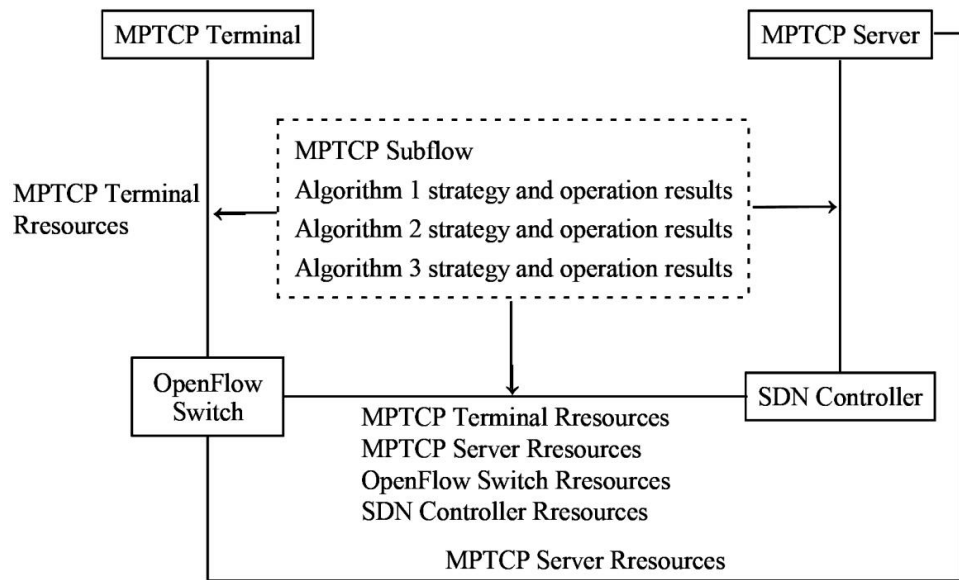 MPTCP Terminal
MPTCP Server
MPTCP Subflow
Algorithm 1 strategy and operation results
Algorithm 2 strategy and operation results
Algorithm 3 strategy and operation results
MPTCP Terminal
Rresources
OpenFlow
Switch
SDN Controller
MPTCP Terminal Rresources
MPTCP Server Rresources
OpenFlow Switch Rresources
SDN Controller Rresources
MPTCP Server Rresources